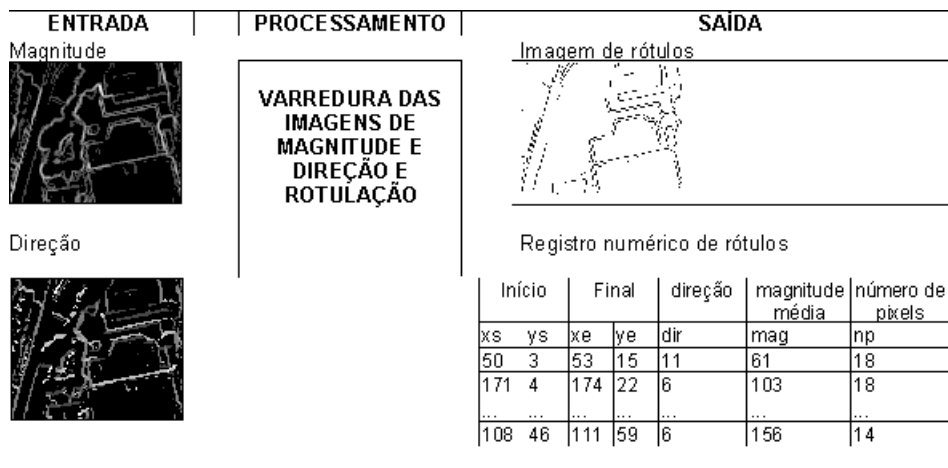 ENTRADA | PROCESSAMENTO | SAÍDA
Magnitude
Imagem de rótulos
VARREDURA DAS
IMAGENS DE
MAGNITUDE E
DIREÇÃO E
ROTULAÇÃO
Direção
Registro numérico de rótulos
Início Final direção magnitude média número de pixels
xs ys xe ye dir mag np
50 3 53 15 11 61 18
171 4 174 22 6 103 18
... ... ... ... ... ... ...
108 46 111 59 6 156 14